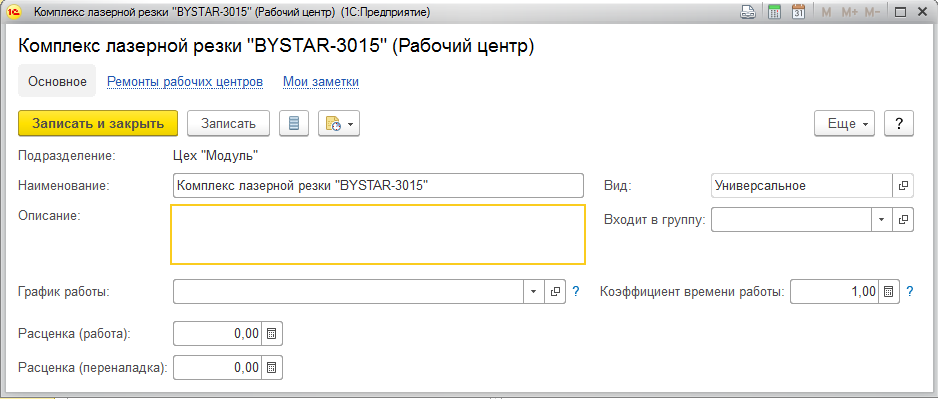 Комплекс лазерной резки "BYSTAR-3015" (Рабочий центр) (1С:Предприятие)
31 M M+ M-
Комплекс лазерной резки "BYSTAR-3015" (Рабочий центр)
Основное Ремонты рабочих центров Мои заметки
Записать и закрыть Записать Еще ?
Подразделение: Цех "Модуль"
Наименование: Комплекс лазерной резки "BYSTAR-3015" Вид: Универсальное
Описание: Входит в группу:
График работы: ? Коэффициент времени работы: 1,00 ?
Расценка (работа): 0,00
Расценка (переналадка): 0,00